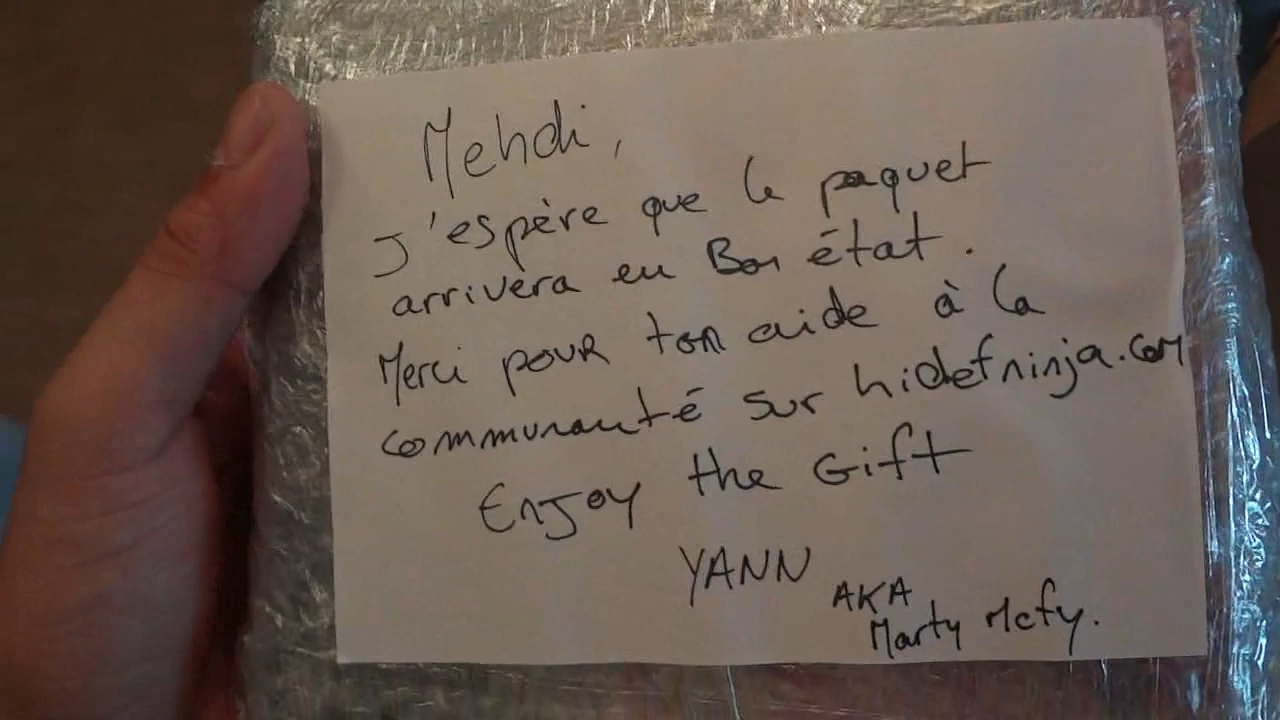 Mehdi,
J'espère que le paquet
arrivera en Bon état.
Merci pour ton aide à la
communauté sur hidefninja.com
Enjoy the Gift
YANN
AKA
Marty Mcfy.